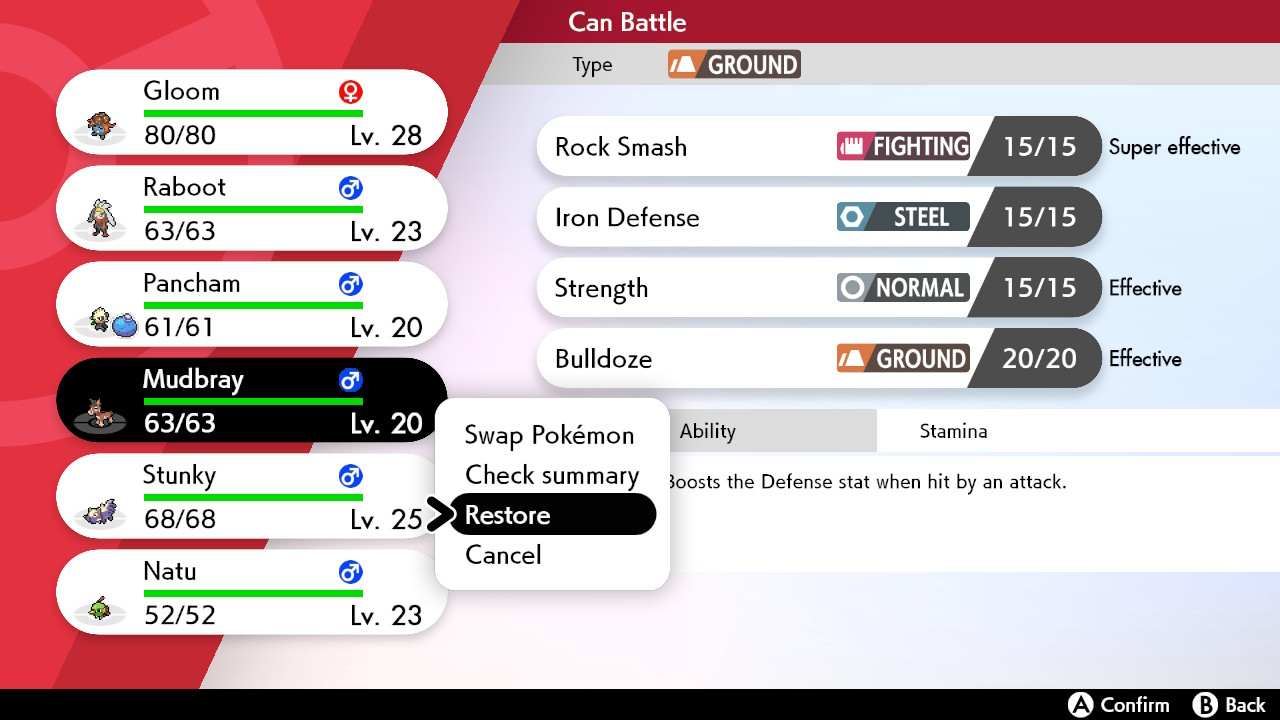 Can Battle
Type GROUND
Gloom ♀
80/80 Lv. 28
Raboot ♂
63/63 Lv. 23
Pancham ♂
61/61 Lv. 20
Mudbray ♂
63/63 Lv. 20
Stunky ♂
68/68 Lv. 25
Natu ♂
52/52 Lv. 23
Rock Smash FIGHTING 15/15 Super effective
Iron Defense STEEL 15/15
Strength NORMAL 15/15 Effective
Bulldoze GROUND 20/20 Effective
Swap Pokémon
Check summary
Restore
Cancel
Ability Stamina
Boosts the Defense stat when hit by an attack.
A Confirm B Back